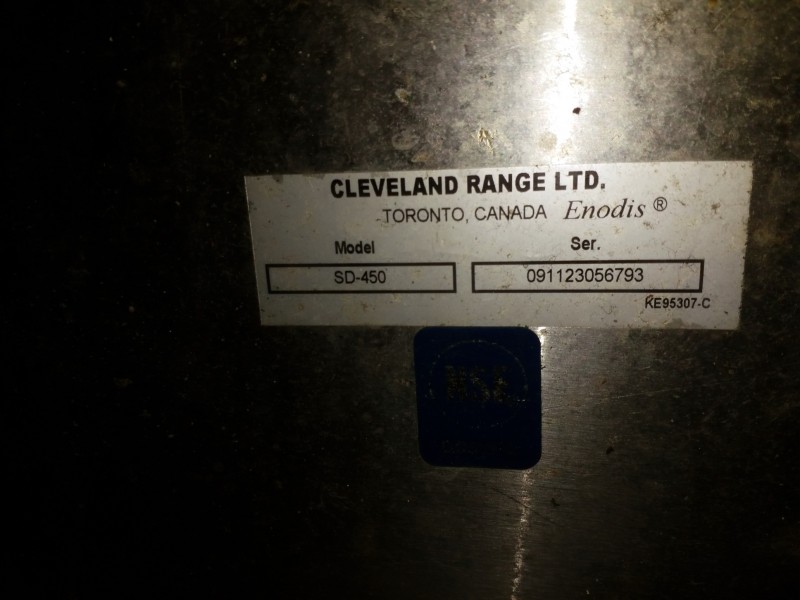 CLEVELAND RANGE LTD.
TORONTO, CANADA Enodis ®
Model Ser.
SD-450 091123056793
KE95307-C